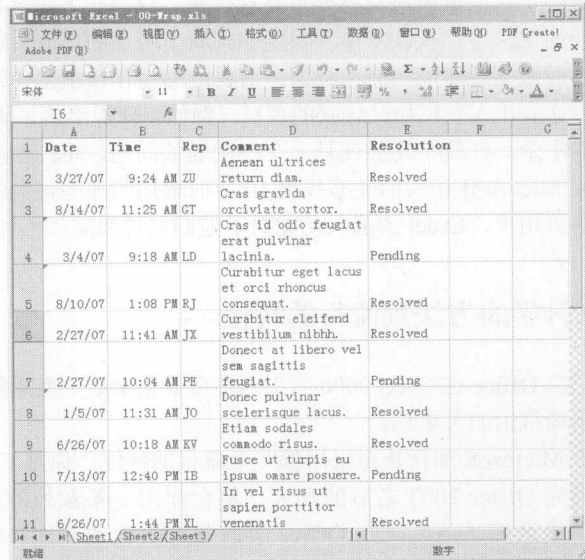 Microsoft Excel - 00-Wrap.xls
文件(F) 编辑(E) 视图(V) 插入(I) 格式(O) 工具(T) 数据(D) 窗口(W) 帮助(H) PDF Create!
Adobe PDF(B)
宋体 11 B I U % ,
I6 fx
A B C D E F G
1 Date Time Rep Comment Resolution
Aenean ultrices
2 3/27/07 9:24 AM ZU return diam. Resolved
Cras gravida
3 8/14/07 11:25 AM GT orciviate tortor. Resolved
Cras id odio feugiat
erat pulvinar
4 3/4/07 9:18 AM LD lacinia. Pending
Curabitur eget lacus
et orci rhoncus
5 8/10/07 1:08 PM RJ consequat. Resolved
Curabitur eleifend
6 2/27/07 11:41 AM JX vestibilum nibhh. Resolved
Donect at libero vel
sem sagittis
7 2/27/07 10:04 AM PE feugiat. Pending
Donec pulvinar
8 1/5/07 11:31 AM JO scelerisque lacus. Resolved
Etiam sodales
9 6/26/07 10:18 AM KV commodo risus. Resolved
Fusce ut turpis eu
10 7/13/07 12:40 PM IB ipsum omare posuere. Pending
In vel risus ut
sapien porttitor
11 6/26/07 1:44 PM XL venenatis Resolved
Sheet1 Sheet2 Sheet3
就绪 数字